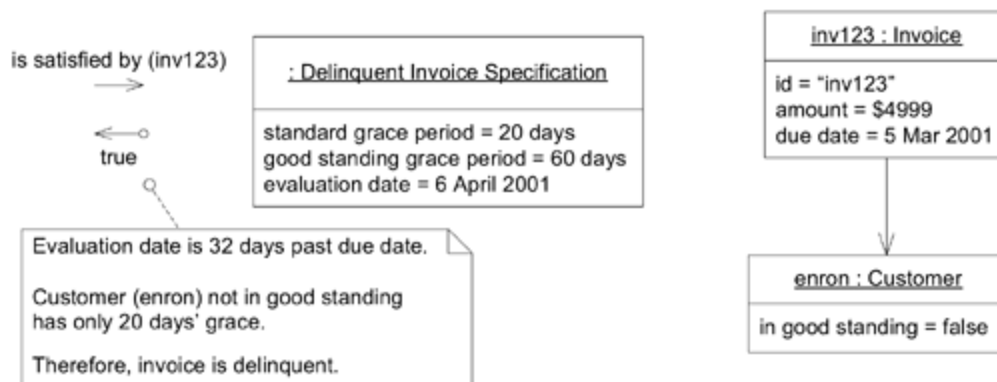 is satisfied by (inv123)
true
: Delinquent Invoice Specification
standard grace period = 20 days
good standing grace period = 60 days
evaluation date = 6 April 2001
Evaluation date is 32 days past due date.
Customer (enron) not in good standing
has only 20 days' grace.
Therefore, invoice is delinquent.
inv123 : Invoice
id = “inv123”
amount = $4999
due date = 5 Mar 2001
enron : Customer
in good standing = false